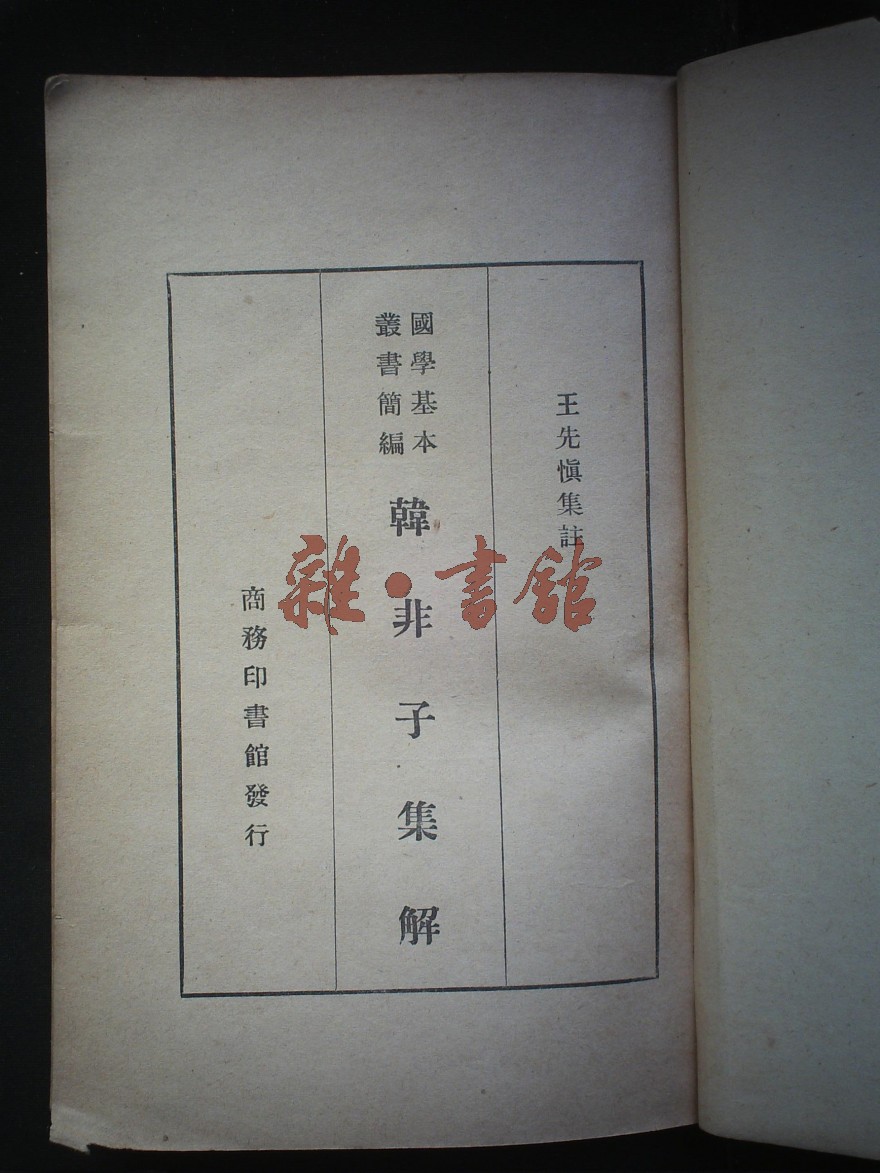 王先愼集註
國學基本
叢書簡編
韓非子集解
商務印書館發行
雜·書館